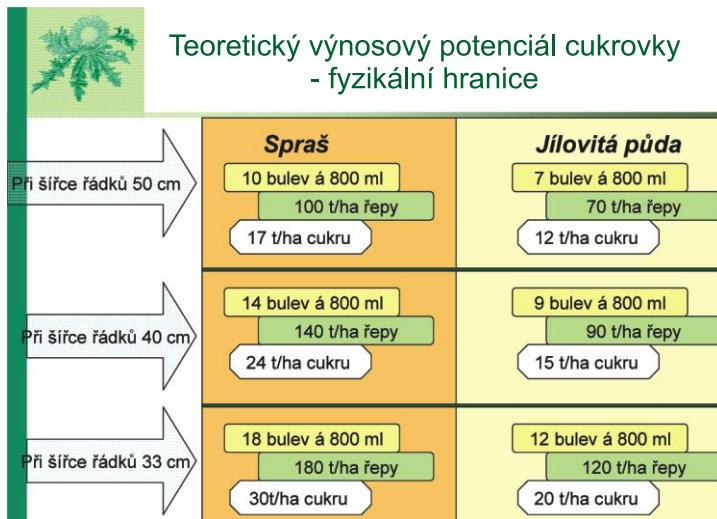 Teoretický výnosový potenciál cukrovky
- fyzikální hranice
Spraš
Jílovitá půda
Při šířce řádků 50 cm
10 bulev á 800 ml
100 t/ha řepy
17 t/ha cukru
7 bulev á 800 ml
70 t/ha řepy
12 t/ha cukru
Při šířce řádků 40 cm
14 bulev á 800 ml
140 t/ha řepy
24 t/ha cukru
9 bulev á 800 ml
90 t/ha řepy
15 t/ha cukru
Při šířce řádků 33 cm
18 bulev á 800 ml
180 t/ha řepy
30t/ha cukru
12 bulev á 800 ml
120 t/ha řepy
20 t/ha cukru